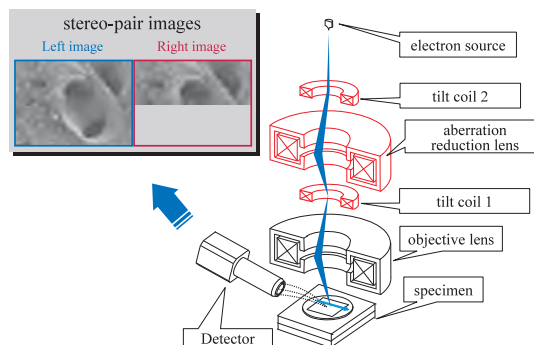 stereo-pair images
Left image
Right image
electron source
tilt coil 2
aberration
reduction lens
tilt coil 1
objective lens
specimen
Detector